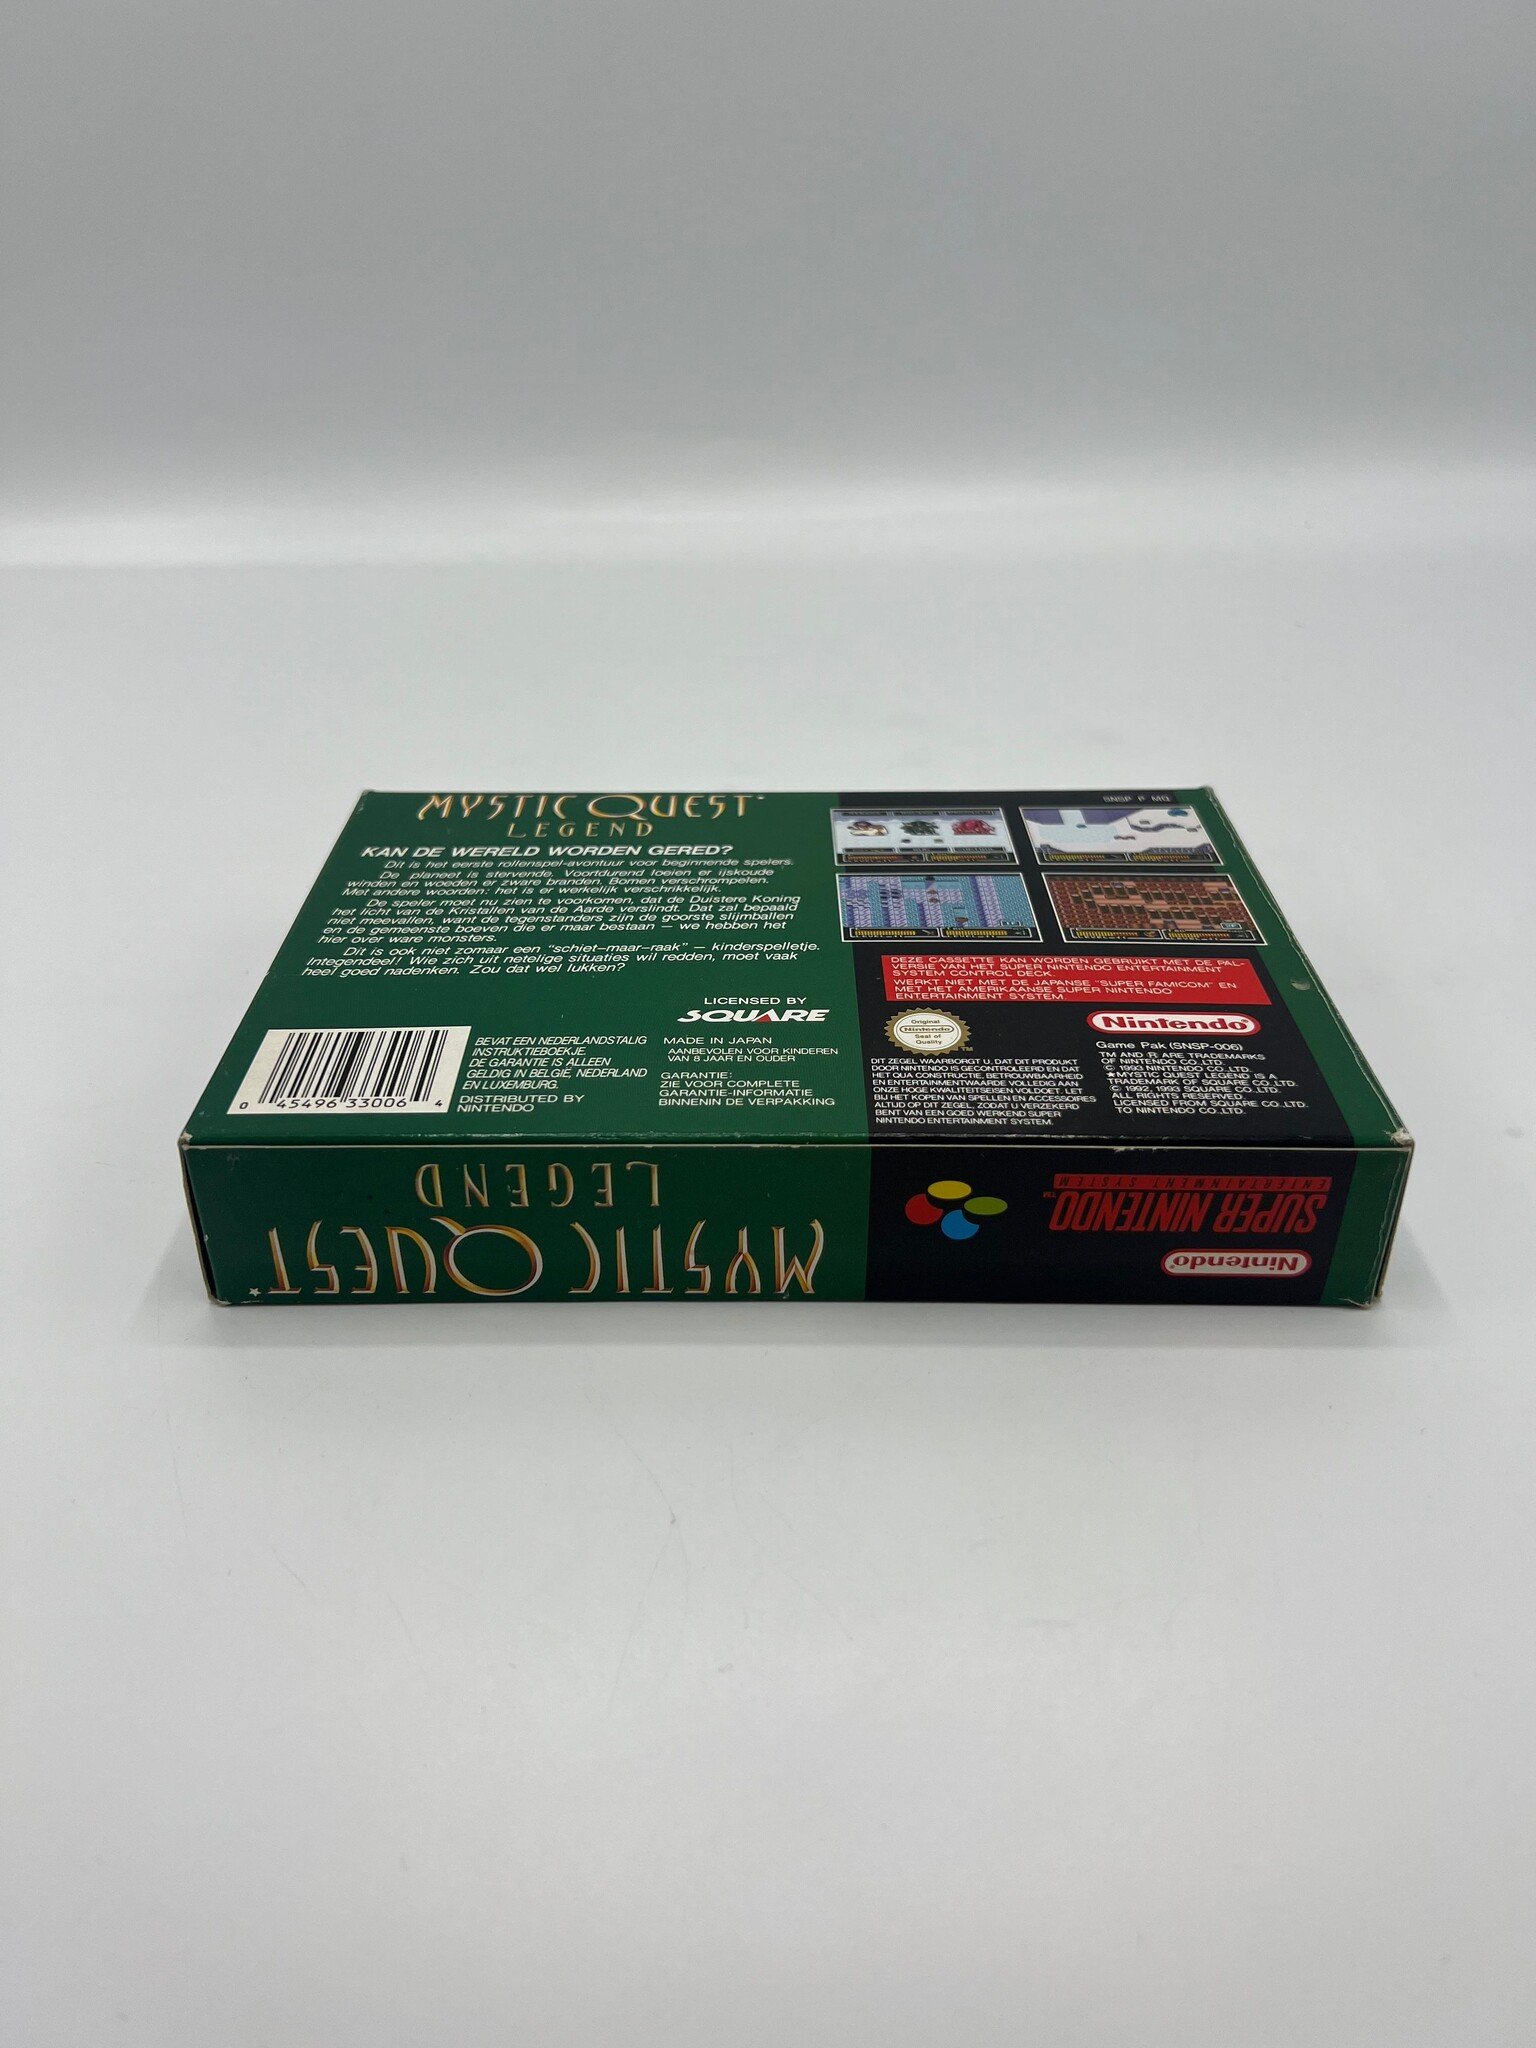 MYSTIC QUEST*
LEGEND
KAN DE WERELD WORDEN GERED?
Dit is het eerste rollenspel-avontuur voor beginnende spelers.
De planeet is stervende. Voortdurend loeien er ijskoude
winden en woeden er zware branden. Bomen verschrompelen.
Met andere woorden: het is er werkelijk verschrikkelijk.
De speler moet nu zien te voorkomen, dat de Duistere Koning
het licht van de Kristallen van de Aarde verslindt. Dat zal bepaald
niet meevallen, want de tegenstanders zijn de goorste slijmballen
en de gemeenste boeven die er maar bestaan — we hebben het
hier over ware monsters.
Dit is ook niet zomaar een "schiet-maar-raak" — kinderspelletje.
Integendeel! Wie zich uit netelige situaties wil redden, moet vaak
heel goed nadenken. Zou dat wel lukken?
LICENSED BY
SQUARE
0 45496 33006 4
BEVAT EEN NEDERLANDSTALIG
INSTRUKTIEBOEKJE.
DE GARANTIE IS ALLEEN
GELDIG IN BELGIË, NEDERLAND
EN LUXEMBURG.
DISTRIBUTED BY
NINTENDO
MADE IN JAPAN
AANBEVOLEN VOOR KINDEREN
VAN 8 JAAR EN OUDER
GARANTIE:
ZIE VOOR COMPLETE
GARANTIE-INFORMATIE
BINNENIN DE VERPAKKING
SNSP P MQ
DEZE CASSETTE KAN WORDEN GEBRUIKT MET DE PAL-
VERSIE VAN HET SUPER NINTENDO ENTERTAINMENT
SYSTEM CONTROL DECK.
WERKT NIET MET DE JAPANSE "SUPER FAMICOM" EN
MET HET AMERIKAANSE SUPER NINTENDO
ENTERTAINMENT SYSTEM.
Original
Nintendo
Seal of
Quality
TM
DIT ZEGEL WAARBORGT U, DAT DIT PRODUKT
DOOR NINTENDO IS GECONTROLEERD EN DAT
HET QUA CONSTRUCTIE, BETROUWBAARHEID
EN ENTERTAINMENTWAARDE VOLLEDIG AAN
ONZE HOGE KWALITEITSEISEN VOLDOET. LET
BIJ HET KOPEN VAN SPELLEN EN ACCESSOIRES
ALTIJD OP DIT ZEGEL, ZODAT U VERZEKERD
BENT VAN EEN GOED WERKEND SUPER
NINTENDO ENTERTAINMENT SYSTEM.
Nintendo®
Game Pak (SNSP-006)
TM AND ® ARE TRADEMARKS
OF NINTENDO CO.,LTD.
© 1993 NINTENDO CO.,LTD.
★MYSTIC QUEST LEGEND IS A
TRADEMARK OF SQUARE CO.,LTD.
© 1992, 1993 SQUARE CO.,LTD.
ALL RIGHTS RESERVED.
LICENSED FROM SQUARE CO.,LTD.
TO NINTENDO CO.,LTD.
Nintendo®
SUPER NINTENDO™
ENTERTAINMENT SYSTEM
MYSTIC QUEST★
LEGEND